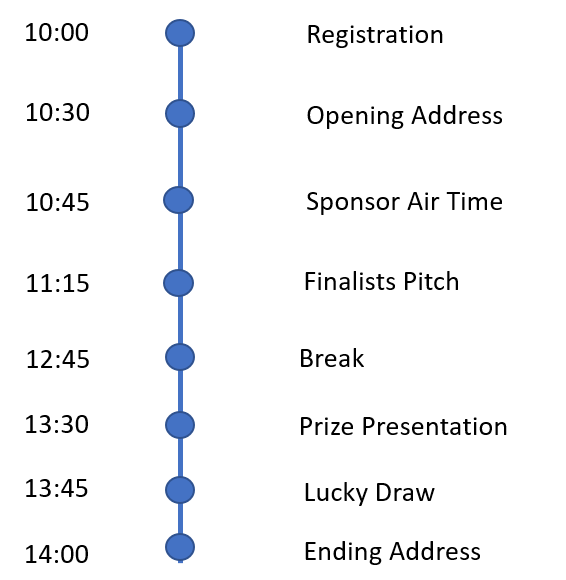 10:00 Registration
10:30 Opening Address
10:45 Sponsor Air Time
11:15 Finalists Pitch
12:45 Break
13:30 Prize Presentation
13:45 Lucky Draw
14:00 Ending Address